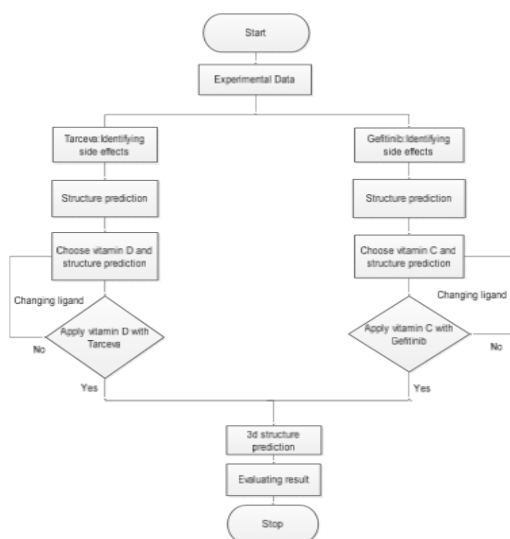 Start
Experimental Data
Tarceva:Identifying
side effects
Gefitinib:Identifying
side effects
Structure prediction
Structure prediction
Choose vitamin D and
structure prediction
Choose vitamin C and
structure prediction
Changing ligand
Changing ligand
Apply vitamin D with
Tarceva
Apply vitamin C with
Gefitinib
No
No
Yes
Yes
3d structure
prediction
Evaluating result
Stop